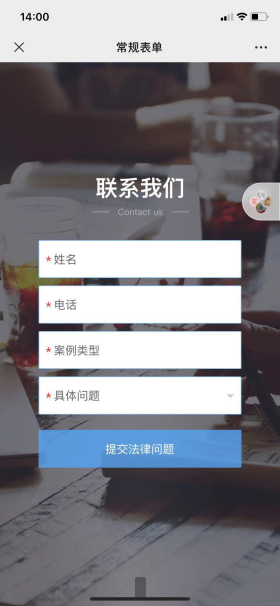 14:00
常规表单
联系我们
Contact us
* 姓名
* 电话
* 案例类型
* 具体问题
提交法律问题